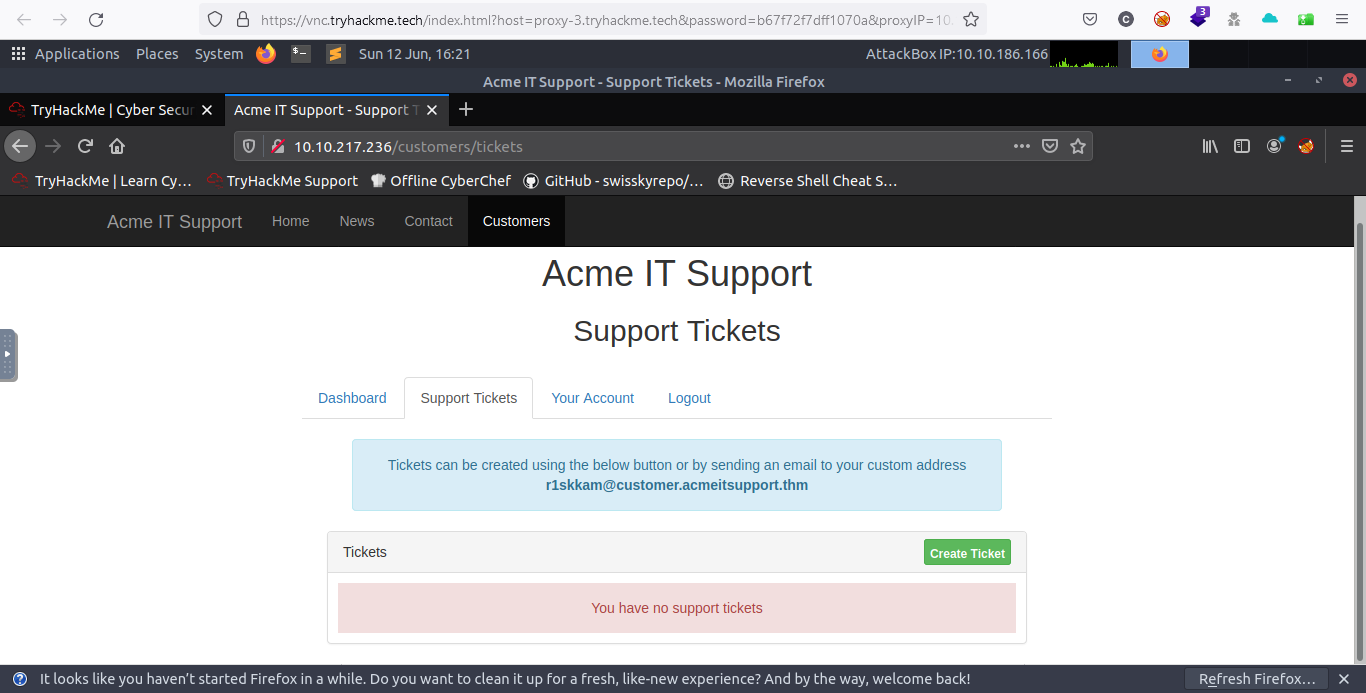 https://vnc.tryhackme.tech/index.html?host=proxy-3.tryhackme.tech&password=b67f72f7dff1070a&proxyIP=10.
3
Applications Places System Sun 12 Jun, 16:21 AttackBox IP:10.10.186.166
Acme IT Support - Support Tickets - Mozilla Firefox
TryHackMe | Cyber Secur Acme IT Support - Support T
10.10.217.236/customers/tickets
TryHackMe | Learn Cy… TryHackMe Support Offline CyberChef GitHub - swisskyrepo/… Reverse Shell Cheat S…
Acme IT Support Home News Contact Customers
Acme IT Support
Support Tickets
Dashboard Support Tickets Your Account Logout
Tickets can be created using the below button or by sending an email to your custom address
r1skkam@customer.acmeitsupport.thm
Tickets Create Ticket
You have no support tickets
It looks like you haven't started Firefox in a while. Do you want to clean it up for a fresh, like-new experience? And by the way, welcome back! Refresh Firefox…